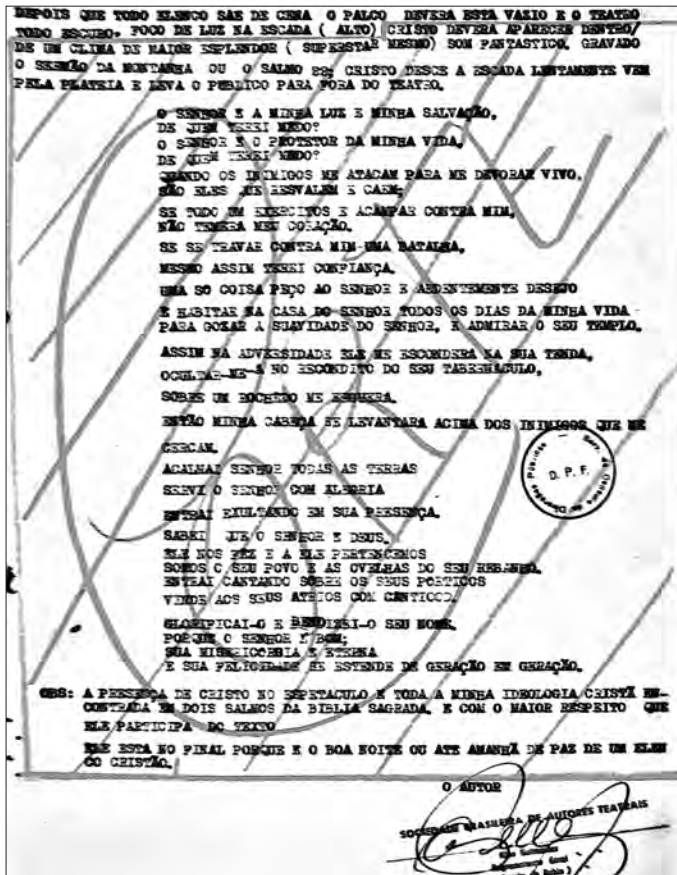 DEPOIS QUE TODO ELENCO SAE DE CENA O PALCO DEVERA ESTA VAZIO E O TEATRO
TODO ESCURO. FOCO DE LUZ NA ESCADA ( ALTO) CRISTO DEVERA APARECER DENTRO/
DE UM CLIMA DE MAIOR ESPLENDOR ( SUPERSTAR MESMO) SOM FANTASTICO, GRAVADO
O SERMÃO DA MONTANHA OU O SALMO 22; CRISTO DESCE A ESCADA LENTAMENTE VEM
PELA PLATEIA E LEVA O PUBLICO PARA FORA DO TEATRO.
O SENHOR E A MINHA LUZ E MINHA SALVAÇÃO,
DE QUEM TEREI MEDO?
O SENHOR E O PROTETOR DA MINHA VIDA,
DE QUEM TEREI MEDO?
QUANDO OS INIMIGOS ME ATACAM PARA ME DEVORAR VIVO.
SÃO ELES QUE RESVALEM E CAEM;
SE TODO UM EXERCITOS E ACAMPAR CONTRA MIM,
NÃO TEMERA MEU CORAÇÃO.
SE SE TRAVAR CONTRA MIM UMA BATALHA,
MESMO ASSIM TEREI CONFIANÇA.
UMA SO COISA PEÇO AO SENHOR E ARDENTEMENTE DESEJO
E HABITAR NA CASA DO SENHOR TODOS OS DIAS DA MINHA VIDA
PARA GOZAR A SUAVIDADE DO SENHOR. E ADMIRAR O SEU TEMPLO.
ASSIM NA ADVERSIDADE ELE ME ESCONDERA NA SUA TENDA,
OCULTAR-ME-A NO RECONDITO DO SEU TABERNACULO,
SOBRE UM ROCHEDO ME ERGUERA.
ENTÃO MINHA CABEÇA SE LEVANTARA ACIMA DOS INIMIGOS QUE ME
CERCAM.
ACALMAI SENHOR TODAS AS TERRAS
SERVI O SENHOR COM ALEGRIA
ENTRAI EXULTANDO EM SUA PRESENÇA.
SABEI QUE O SENHOR E DEUS.
ELE NOS FEZ E A ELE PERTENCEMOS
SOMOS O SEU POVO E AS OVELHAS DO SEU REBANHO.
ENTRAI CANTANDO SOBRE OS SEUS PORTICOS
VINDE AOS SEUS ATRIOS COM CANTICOO.
GLORIFICAI-O E BENDIZEI-O SEU NOME.
PORQUE O SENHOR E BOM;
SUA MISERICORDIA E ETERNA
E SUA FELICIDADE SE ESTENDE DE GERAÇÃO EM GERAÇÃO.
D. P. F.
OBS: A PRESENÇA DE CRISTO NO ESPETACULO E TODA A MINHA IDEOLOGIA CRISTÃ EN-
CONTRADA EM DOIS SALMOS DA BIBLIA SAGRADA. E COM O MAIOR RESPEITO QUE
ELE PARTICIPA DO TEXTO
ELE ESTA NO FINAL PORQUE E O BOA NOITE OU ATE AMANHÃ DE PAZ DE UM ELEN
CO CRISTÃO.
O AUTOR
SOCIEDADE BRASILEIRA DE AUTORES TEATRAIS